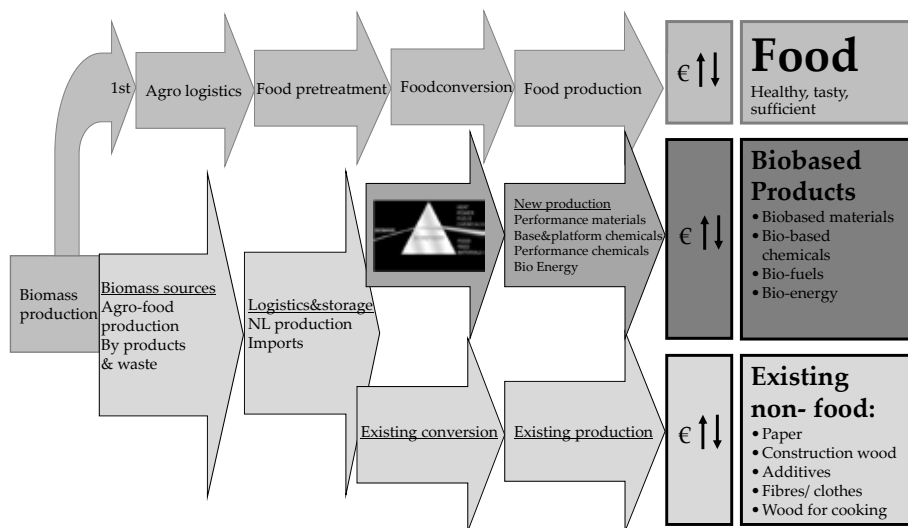 1st
Agro logistics
Food pretreatment
Foodconversion
Food production
€
Food
Healthy, tasty,
sufficient
Biomass
production
Biomass sources
Agro-food
production
By products
& waste
Logistics&storage
NL production
Imports
New production
Performance materials
Base&platform chemicals
Performance chemicals
Bio Energy
€
Biobased
Products
• Biobased materials
• Bio-based
chemicals
• Bio-fuels
• Bio-energy
Existing conversion
Existing production
€
Existing
non- food:
• Paper
• Construction wood
• Additives
• Fibres/ clothes
• Wood for cooking